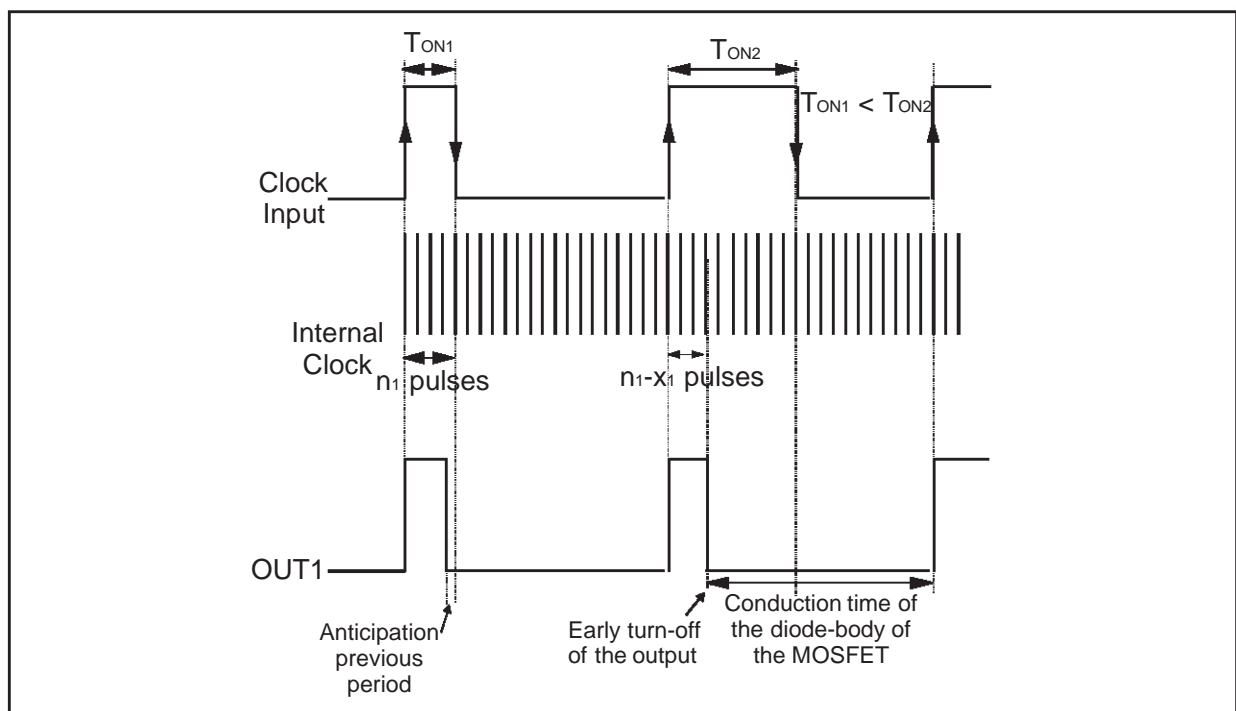 TON1
TON2
TON1 < TON2
Clock
Input
Internal
Clock
n1 pulses
n1-x1 pulses
OUT1
Anticipation
previous
period
Early turn-off
of the output
Conduction time of
the diode-body of
the MOSFET